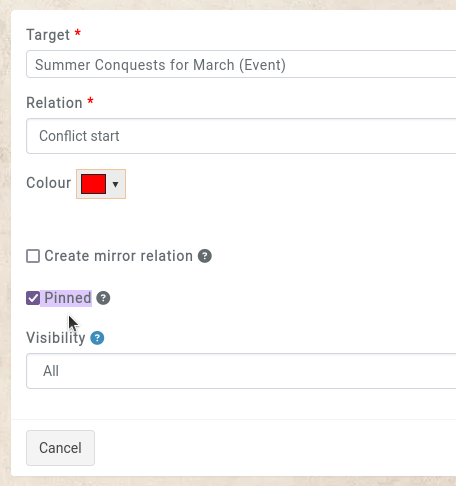 Target *
Summer Conquests for March (Event)
Relation *
Conflict start
Colour
Create mirror relation ?
Pinned ?
Visibility ?
All
Cancel